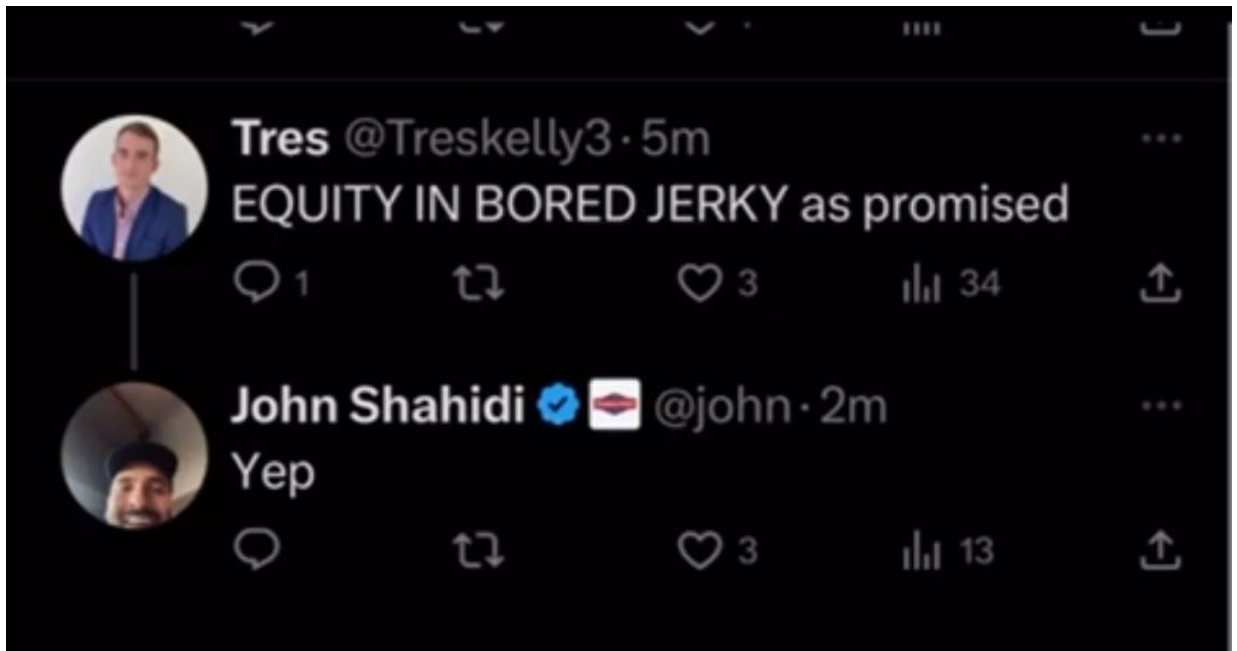 Tres @Treskelly3 · 5m
EQUITY IN BORED JERKY as promised
1 3 34
John Shahidi @john · 2m
Yep
3 13